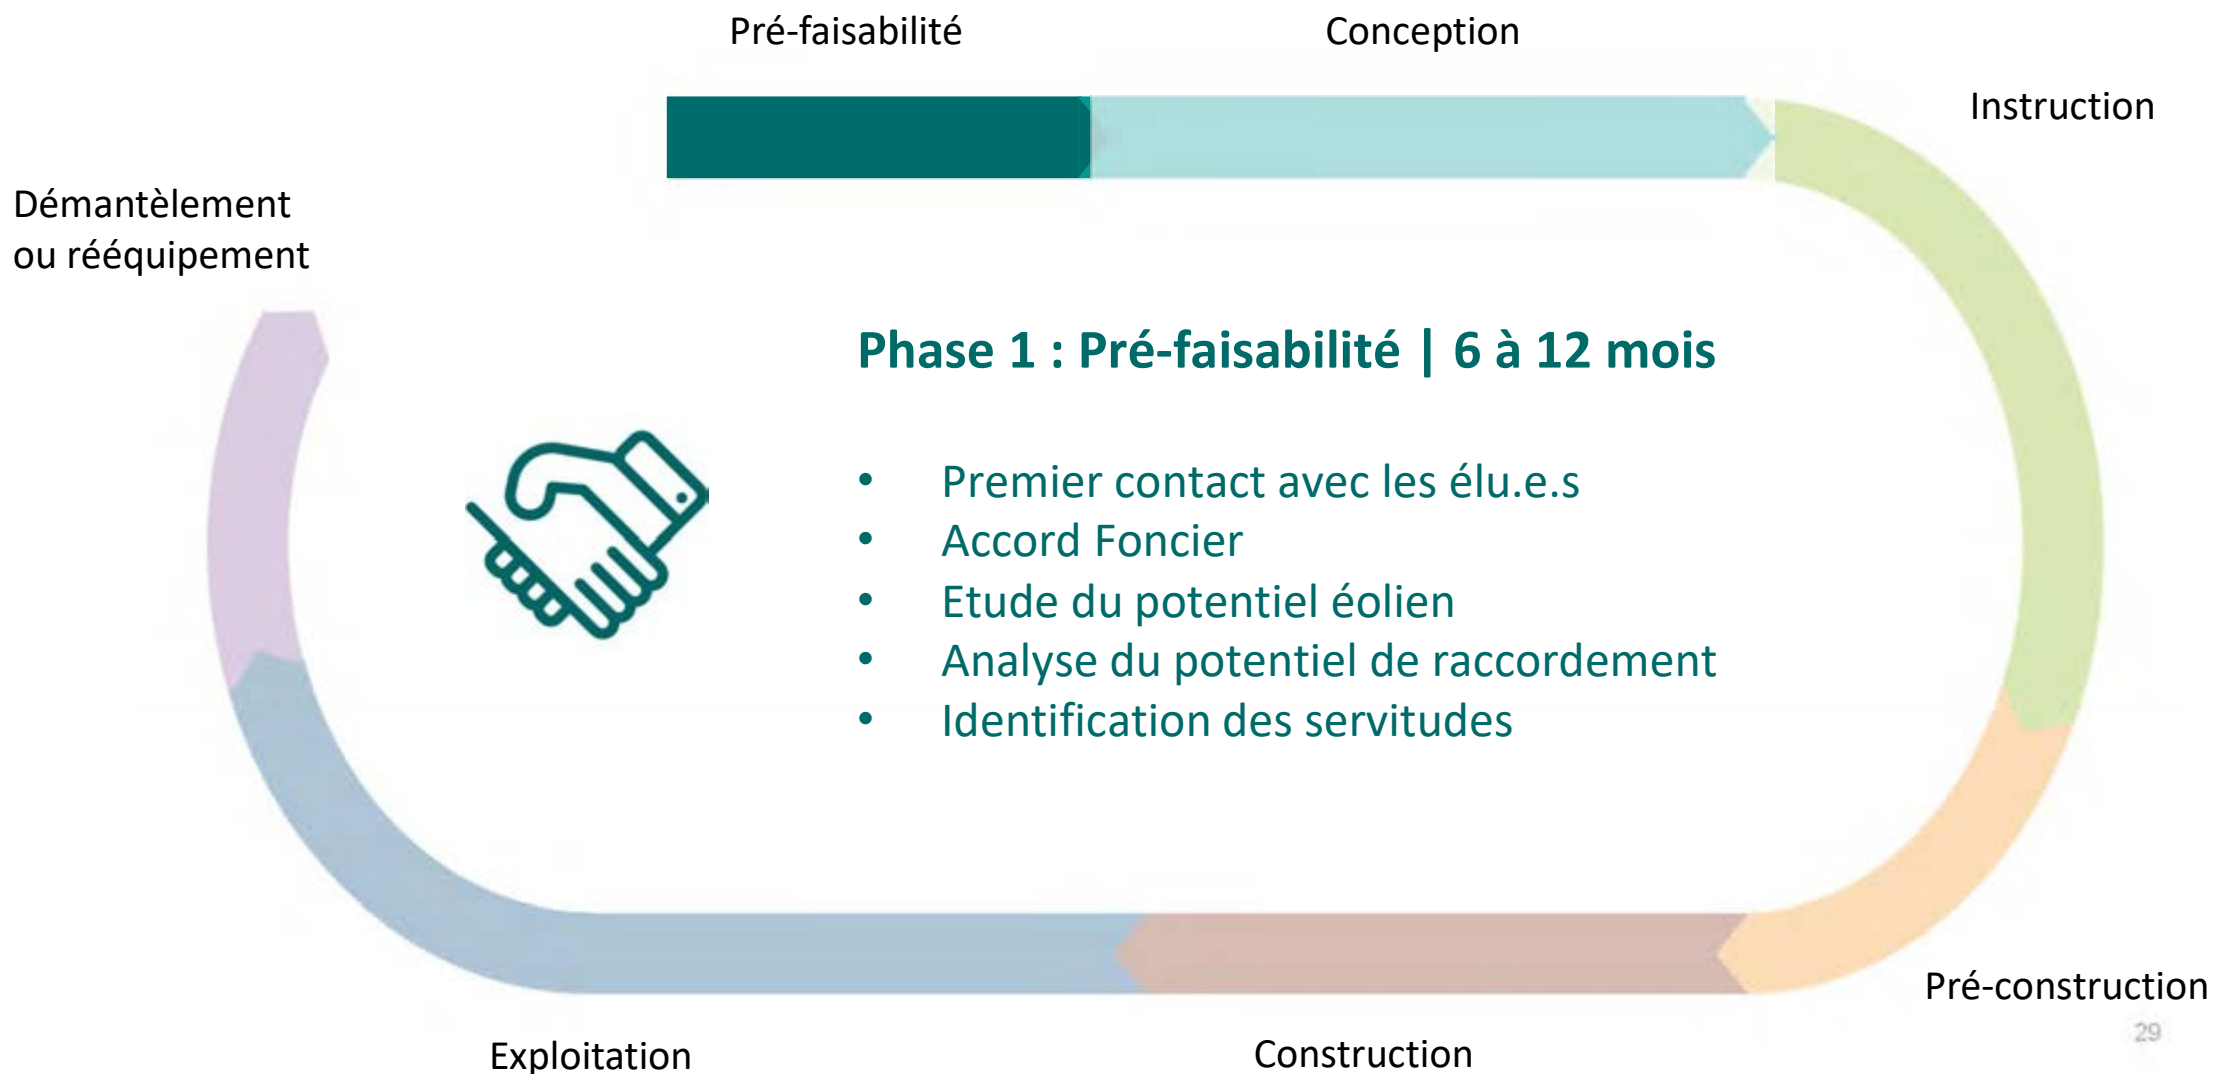 Pré-faisabilité
Conception
Instruction
Démantèlement
ou rééquipement
Phase 1 : Pré-faisabilité | 6 à 12 mois
• Premier contact avec les élu.e.s
• Accord Foncier
• Etude du potentiel éolien
• Analyse du potentiel de raccordement
• Identification des servitudes
Pré-construction
29
Exploitation
Construction